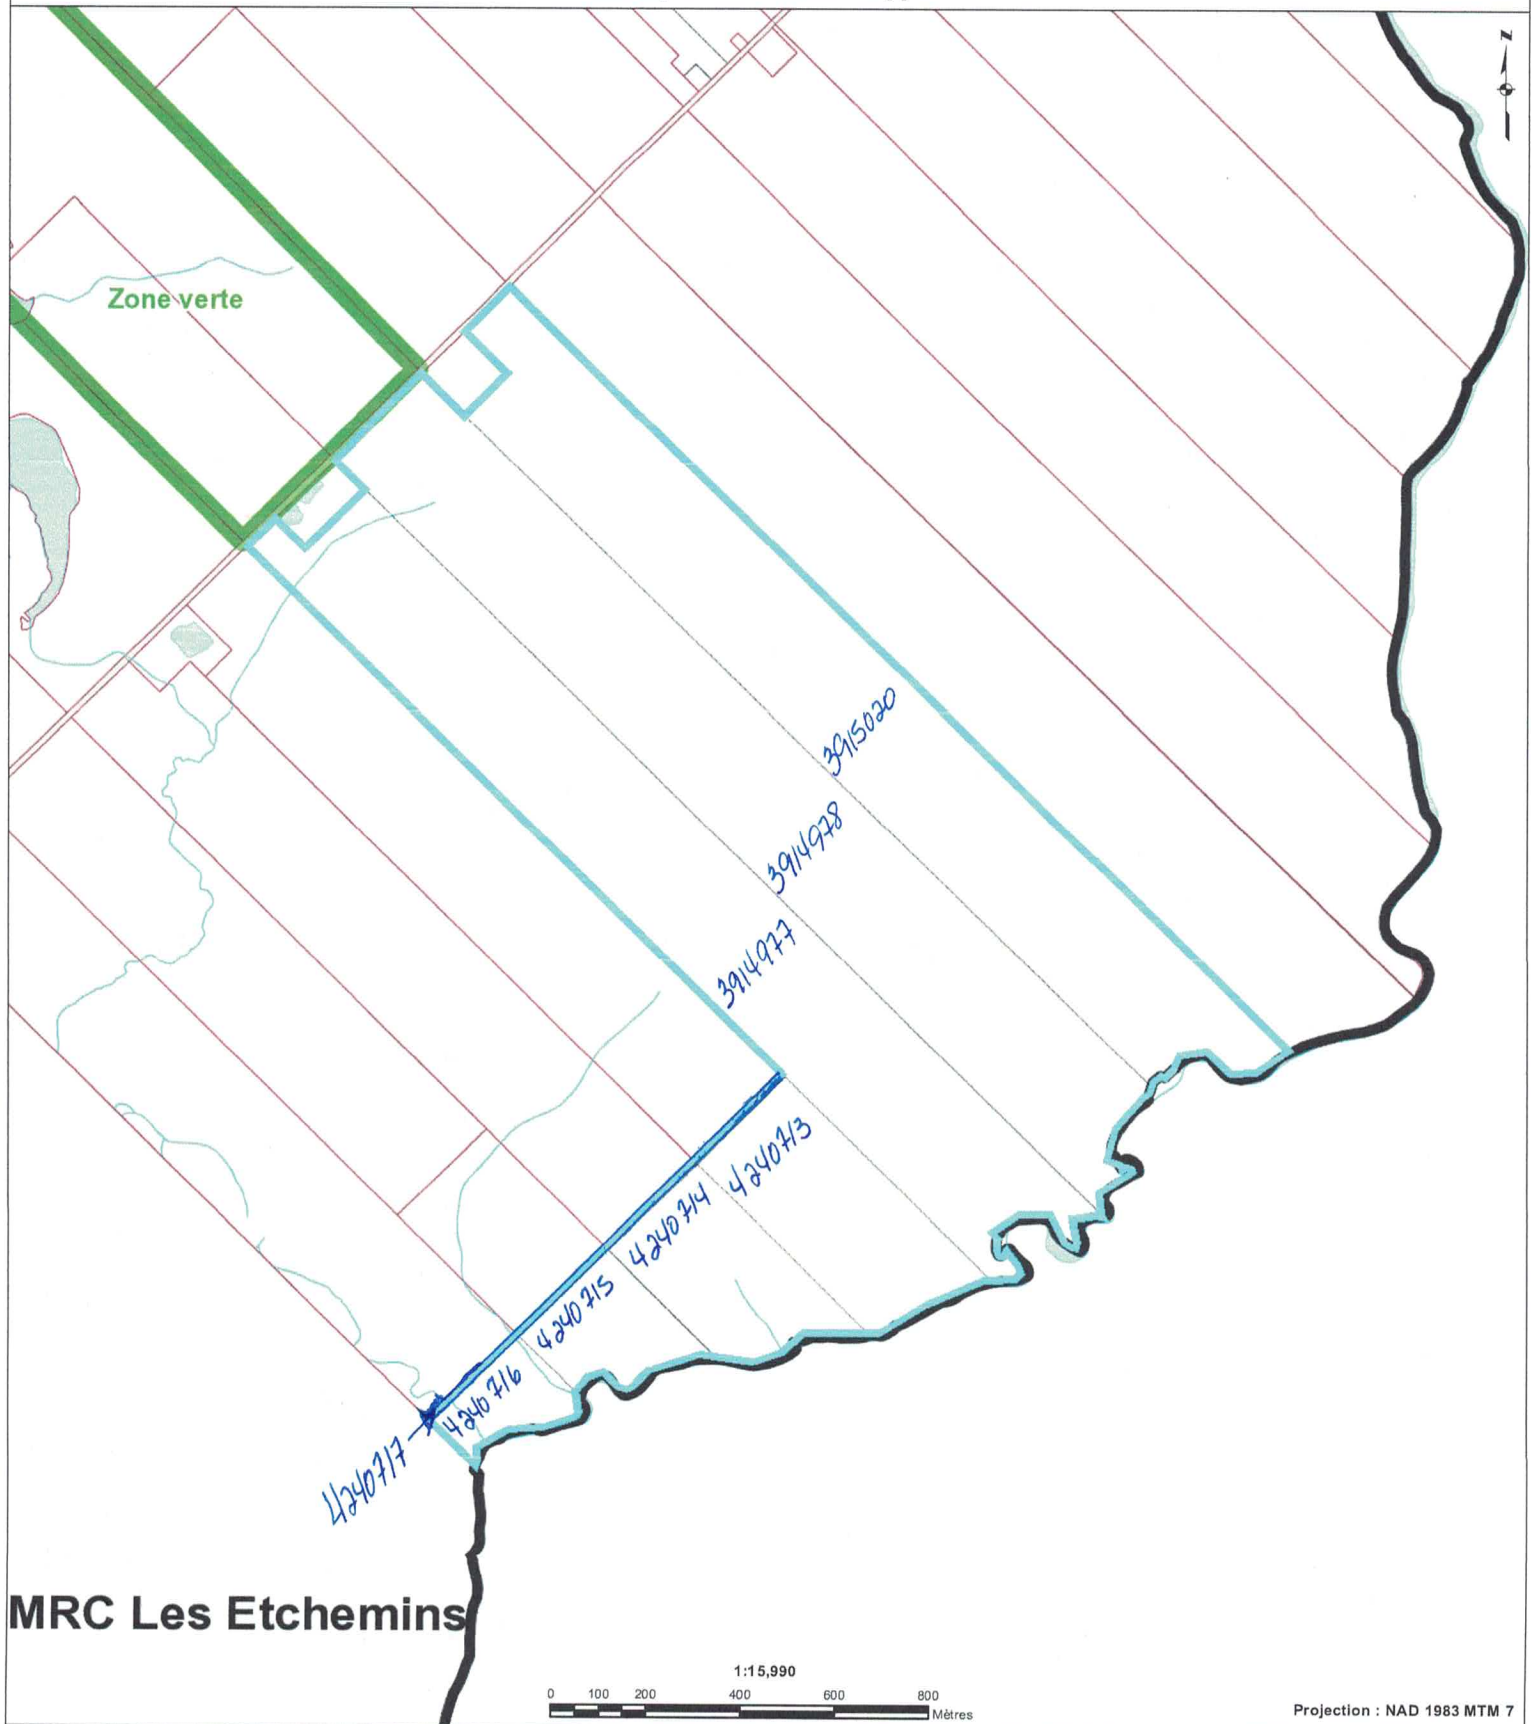 N
Zone verte
3915020
3914978
3914977
4240713
4240714
4240715
4240716
4240717
MRC Les Etchemins
1:15,990
0 100 200 400 600 800
Mètres
Projection : NAD 1983 MTM 7